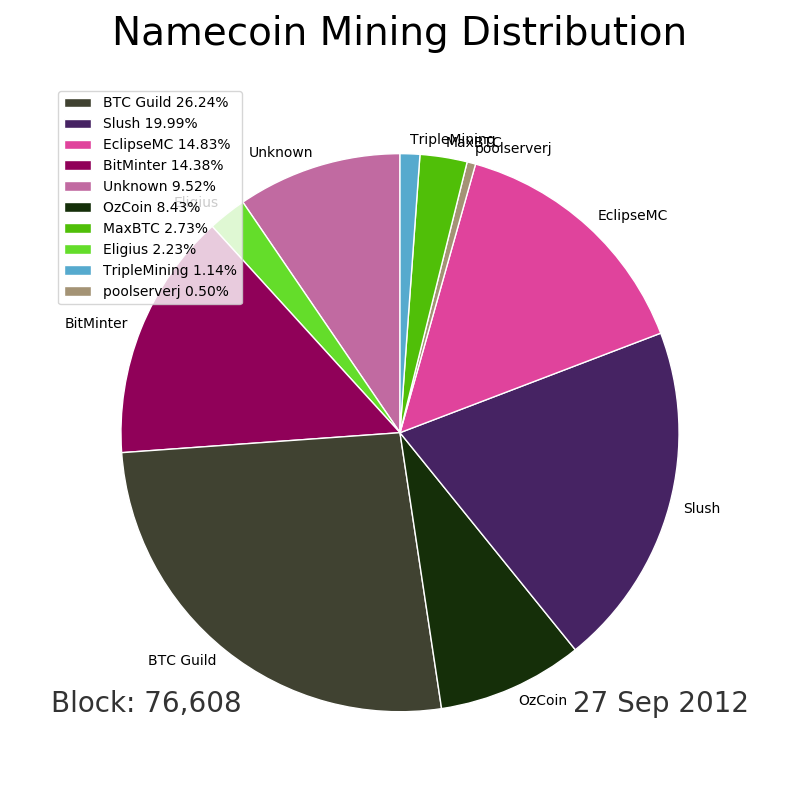 Namecoin Mining Distribution
BTC Guild 26.24%
Slush 19.99%
EclipseMC 14.83%
BitMinter 14.38%
Unknown 9.52%
OzCoin 8.43%
MaxBTC 2.73%
Eligius 2.23%
TripleMining 1.14%
poolserverj 0.50%
TripleMining
MaxBTC
poolserverj
Unknown
Eligius
EclipseMC
BitMinter
Slush
BTC Guild
OzCoin
Block: 76,608
27 Sep 2012